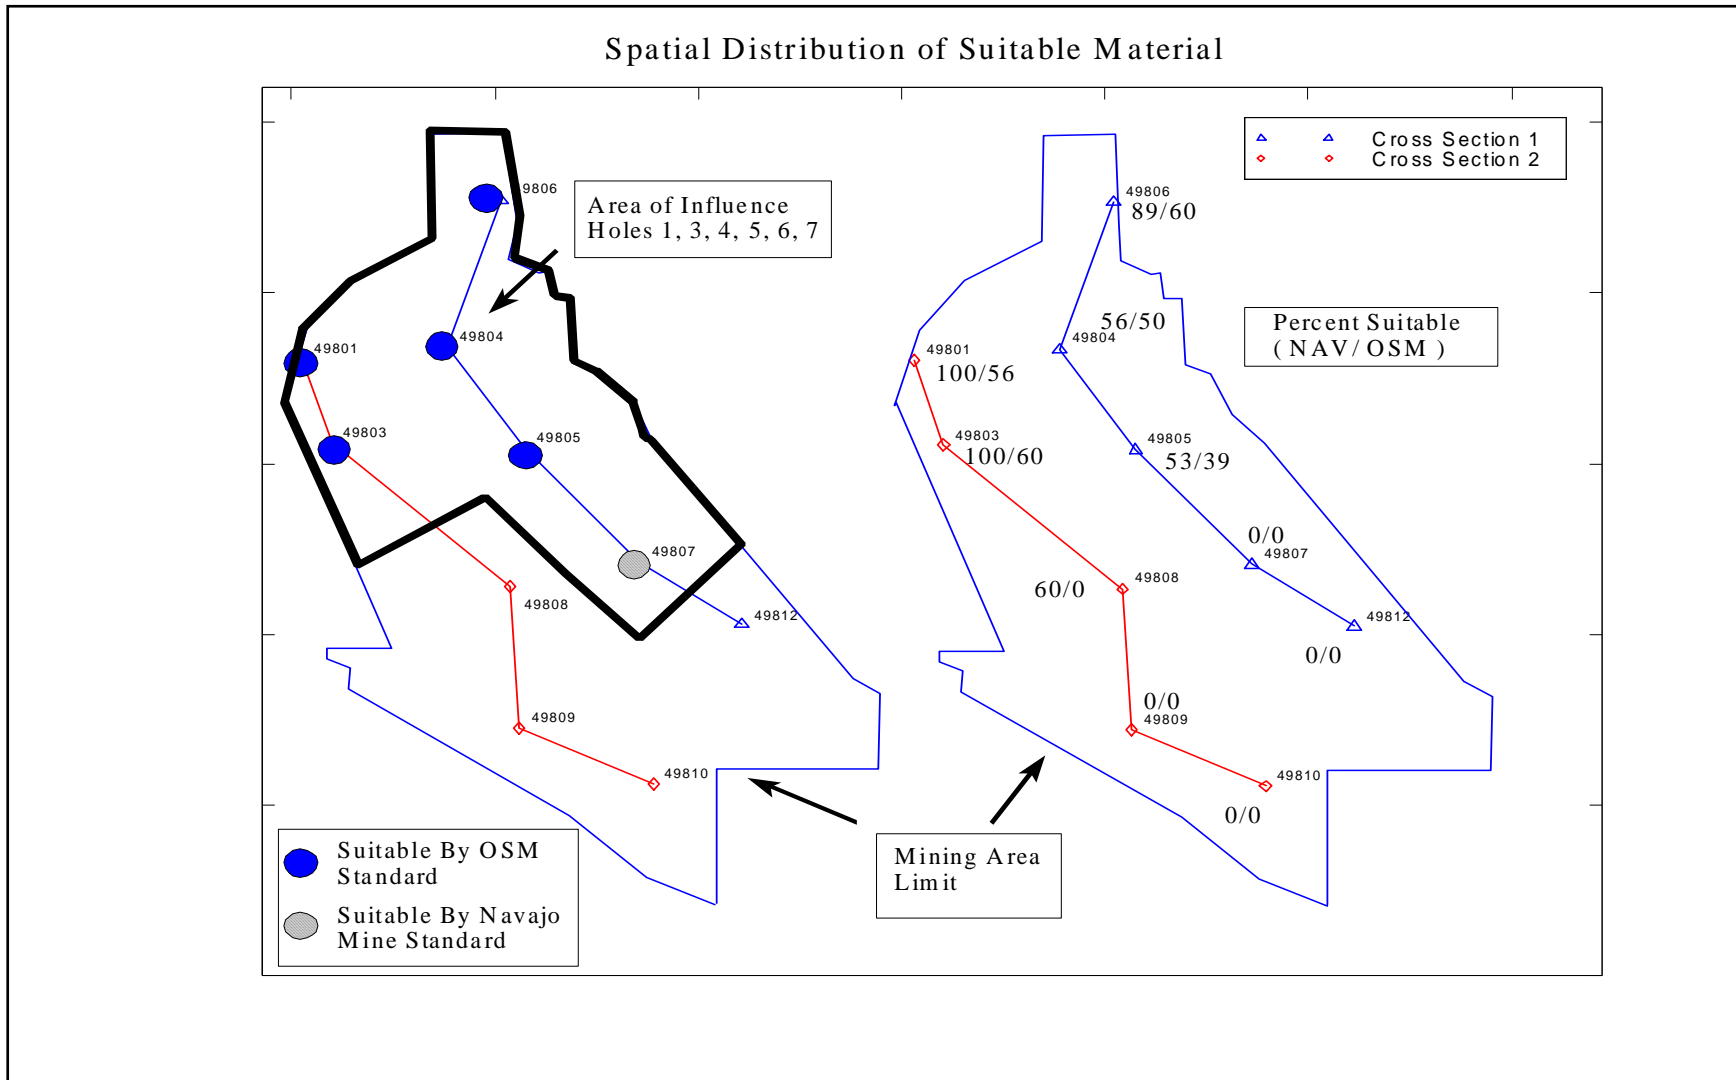 Spatial Distribution of Suitable Material
49806
Area of Influence
Holes 1, 3, 4, 5, 6, 7
49804
49801
49803
49805
49807
49808
49812
49809
49810
Suitable By OSM
Standard
Suitable By Navajo
Mine Standard
Mining Area
Limit
Cross Section 1
Cross Section 2
Percent Suitable
( NAV/OSM )
49806
89/60
56/50
49804
49801
100/56
49803
100/60
49805
53/39
0/0
49807
49808
60/0
49812
0/0
0/0
49809
49810
0/0